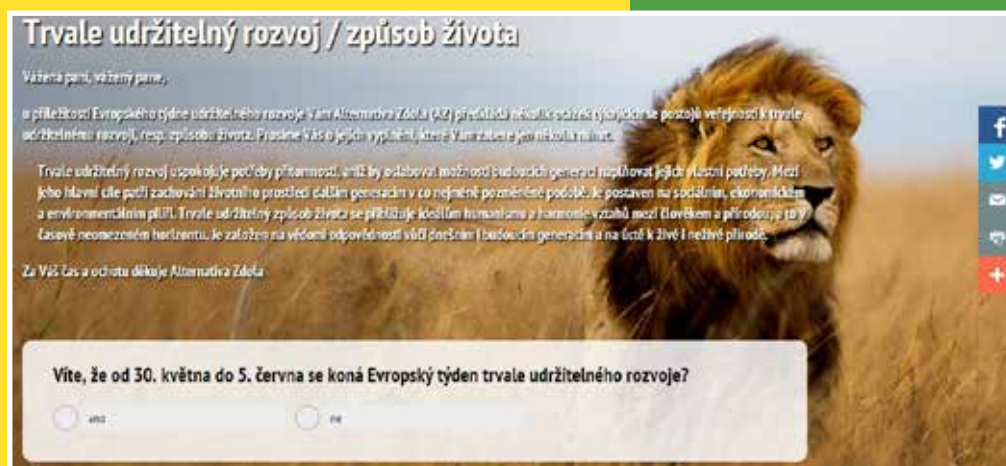 Trvale udržitelný rozvoj / způsob života
Vážená paní, vážený pane,
u příležitosti Evropského týdne udržitelného rozvoje Vám Alternativa Zdola (AZ) předkládá několik otázek týkajících se postojů veřejnosti k trvale
udržitelnému rozvoji, resp. způsobu života. Prosíme Vás o jejich vyplnění, které Vám zabere jen několik minut.
Trvale udržitelný rozvoj uspokojuje potřeby přítomnosti, aniž by oslaboval možnosti budoucích generací naplňovat jejich vlastní potřeby. Mezi
jeho hlavní cíle patří zachování životního prostředí dalším generacím v co nejméně pozměněné podobě. Je postaven na sociálním, ekonomickém
a environmentálním pilíři. Trvale udržitelný způsob života se přibližuje ideálům humanismu a harmonie vztahů mezi člověkem a přírodou, a to v
časově neomezeném horizontu. Je založen na vědomí odpovědnosti vůči dnešním i budoucím generacím a na úctě k živé i neživé přírodě.
Za Váš čas a ochotu děkuje Alternativa Zdola
Víte, že od 30. května do 5. června se koná Evropský týden trvale udržitelného rozvoje?
ano ne